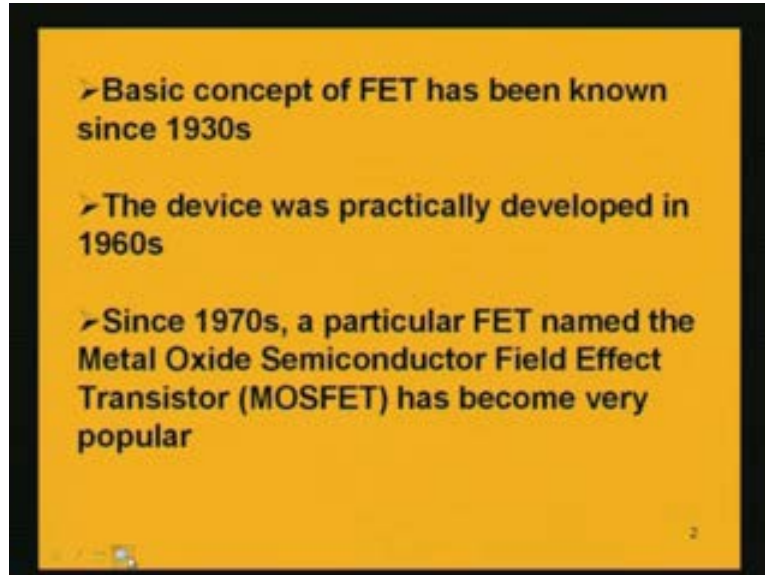 ➢Basic concept of FET has been known
since 1930s
➢The device was practically developed in
1960s
➢Since 1970s, a particular FET named the
Metal Oxide Semiconductor Field Effect
Transistor (MOSFET) has become very
popular
2